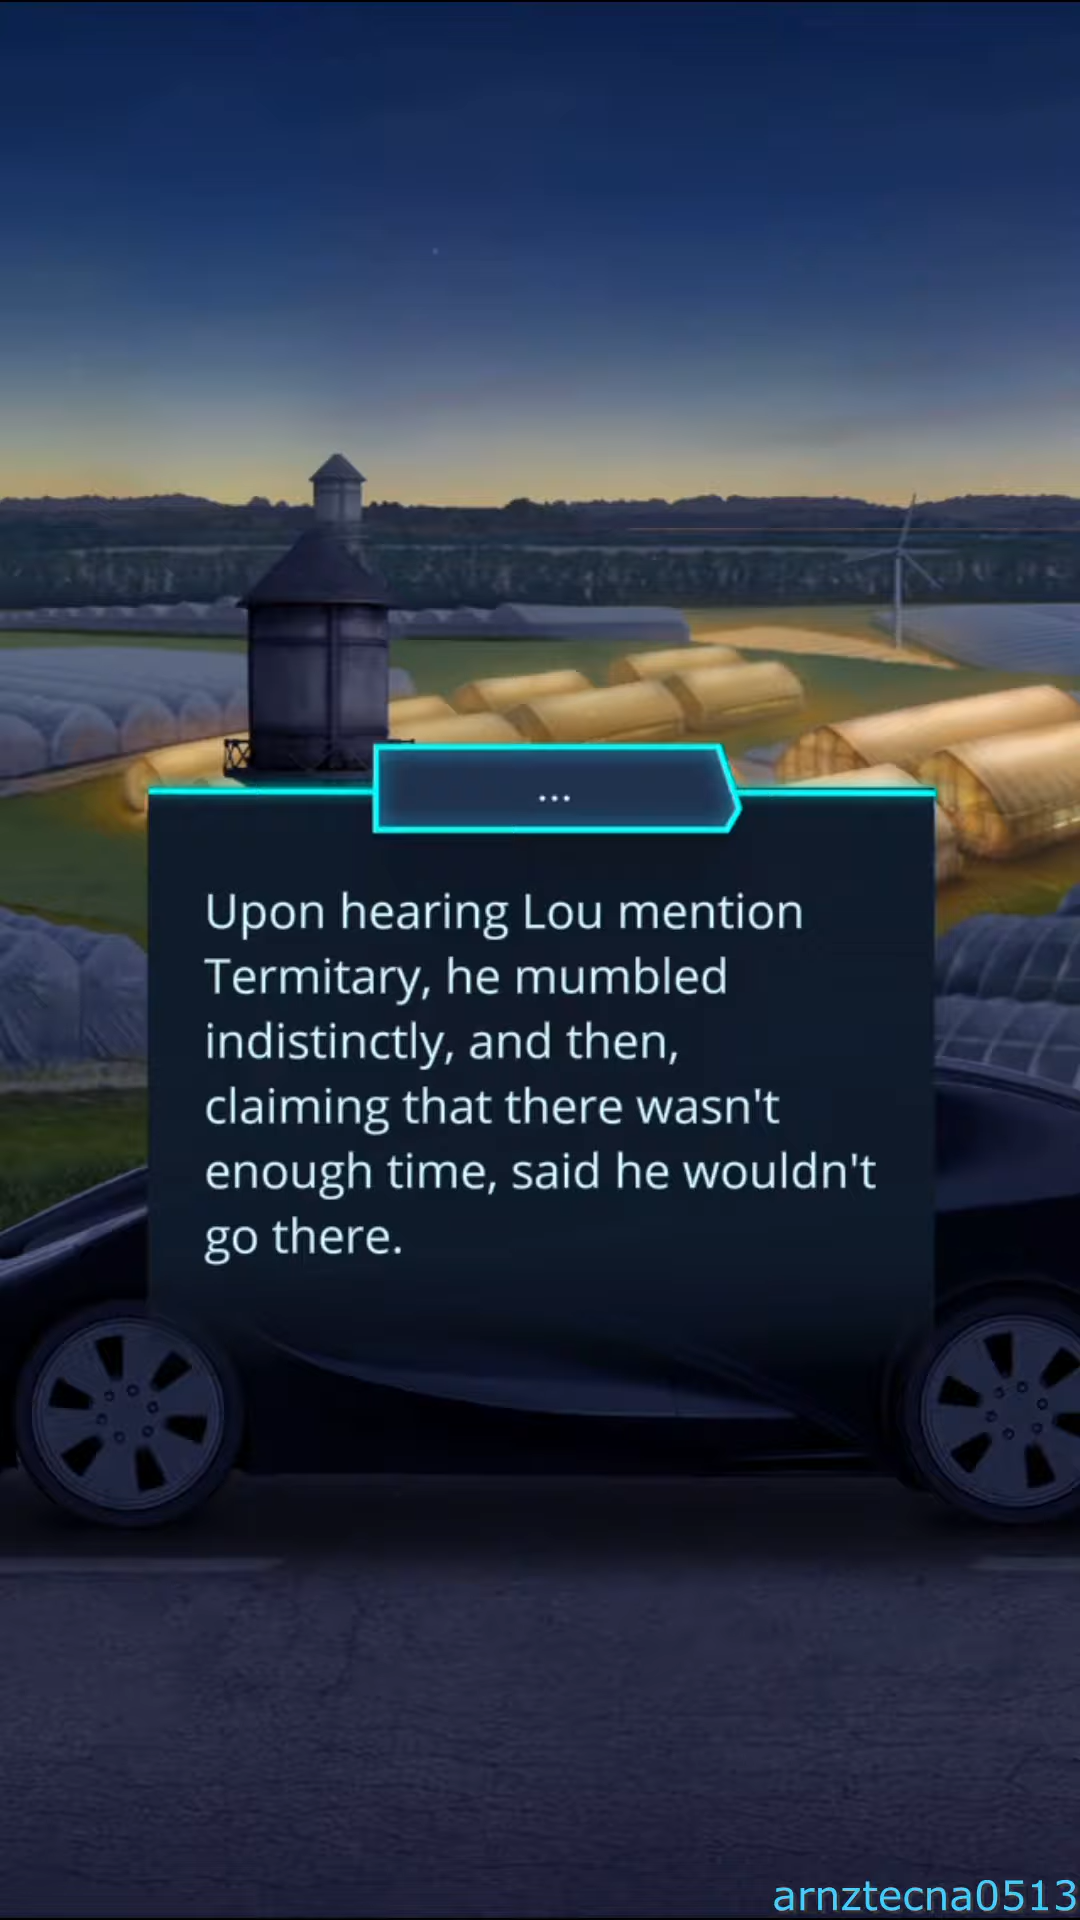 ...
Upon hearing Lou mention
Termitary, he mumbled
indistinctly, and then,
claiming that there wasn't
enough time, said he wouldn't
go there.
arnztecna0513